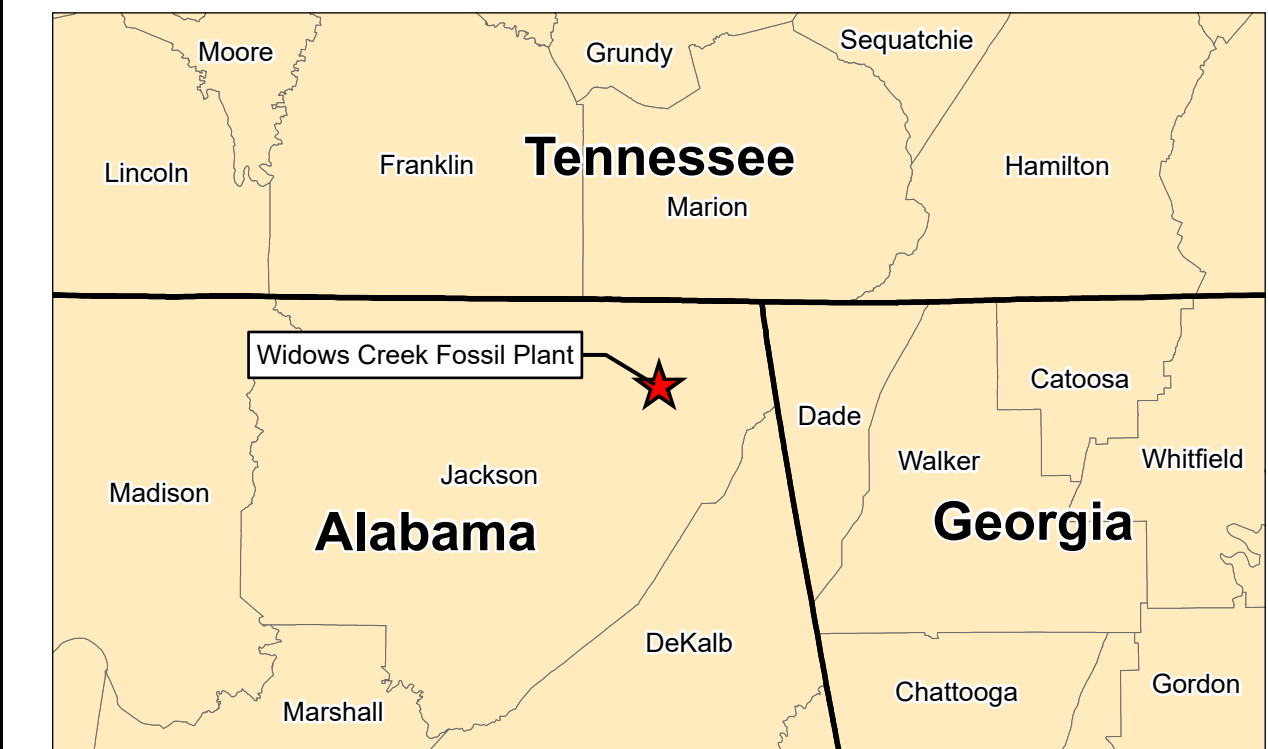 Moore
Grundy
Sequatchie
Lincoln
Franklin
Tennessee
Hamilton
Marion
Widows Creek Fossil Plant
Catoosa
Dade
Walker
Whitfield
Jackson
Madison
Alabama
Georgia
DeKalb
Chattooga
Gordon
Marshall